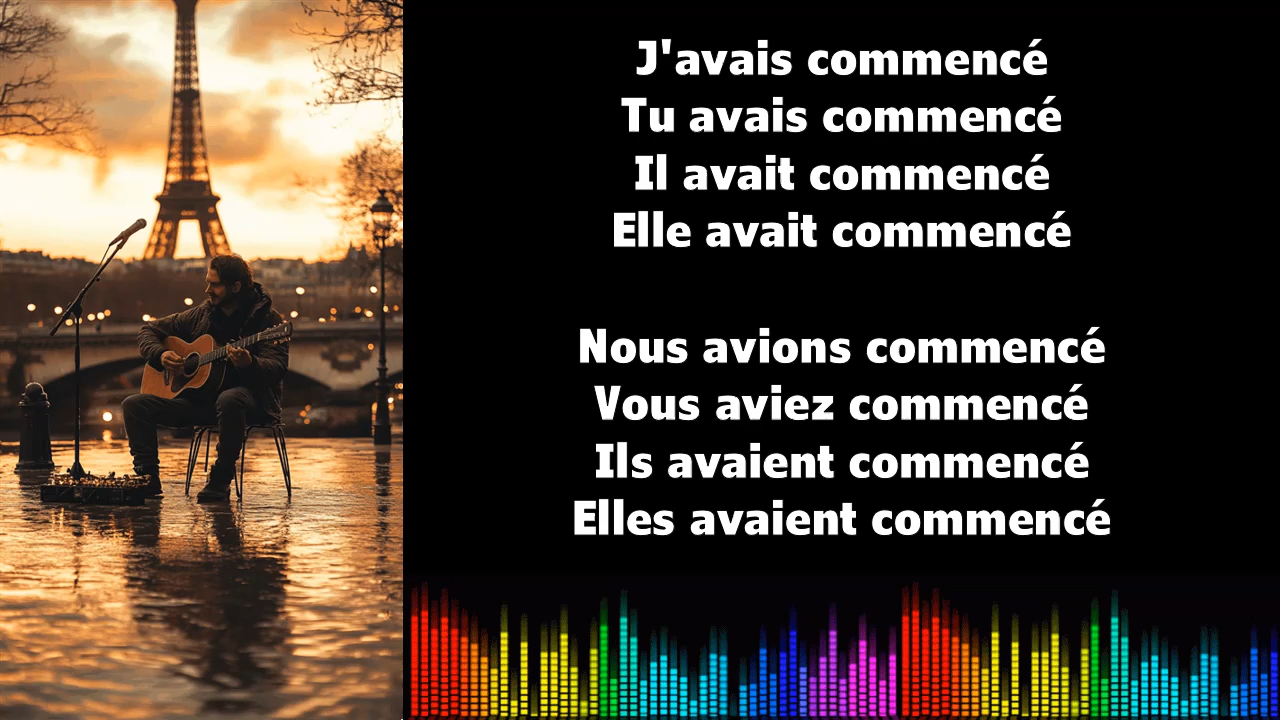 J'avais commencé
Tu avais commencé
Il avait commencé
Elle avait commencé
Nous avions commencé
Vous aviez commencé
Ils avaient commencé
Elles avaient commencé